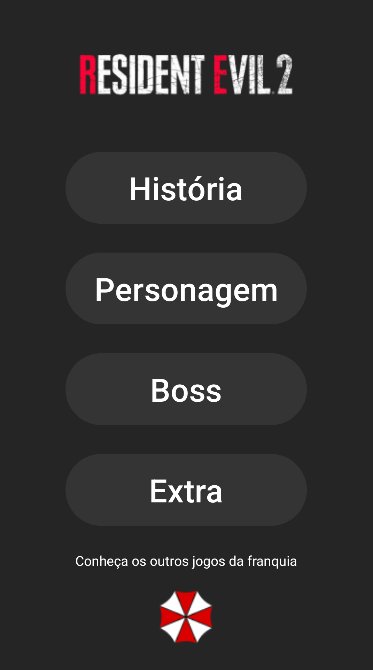 RESIDENT EVIL 2
História
Personagem
Boss
Extra
Conheça os outros jogos da franquia